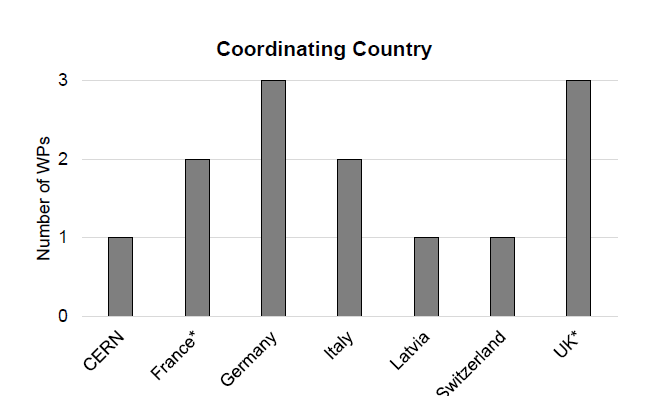 Coordinating Country
Number of WPs
3
2
1
0
CERN
France*
Germany
Italy
Latvia
Switzerland
UK*